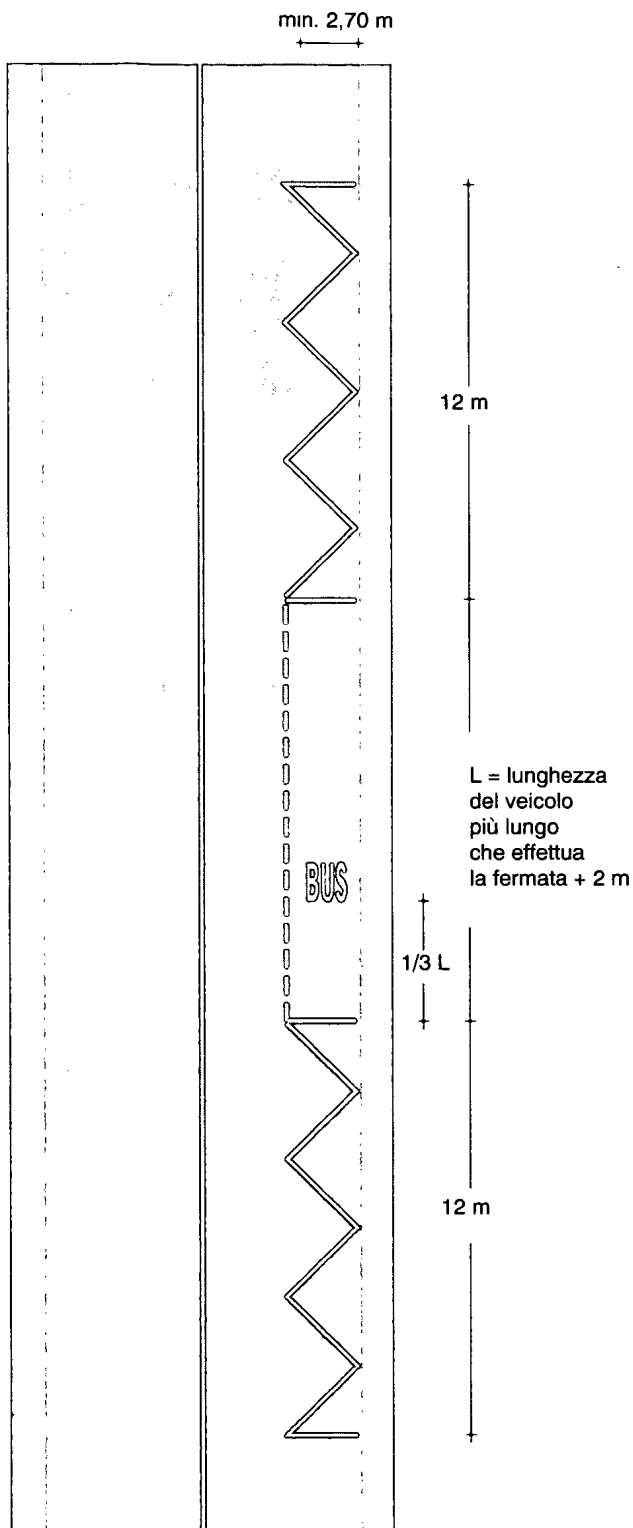 min. 2,70 m
12 m
L = lunghezza
del veicolo
più lungo
che effettua
la fermata + 2 m
BUS
1/3 L
12 m